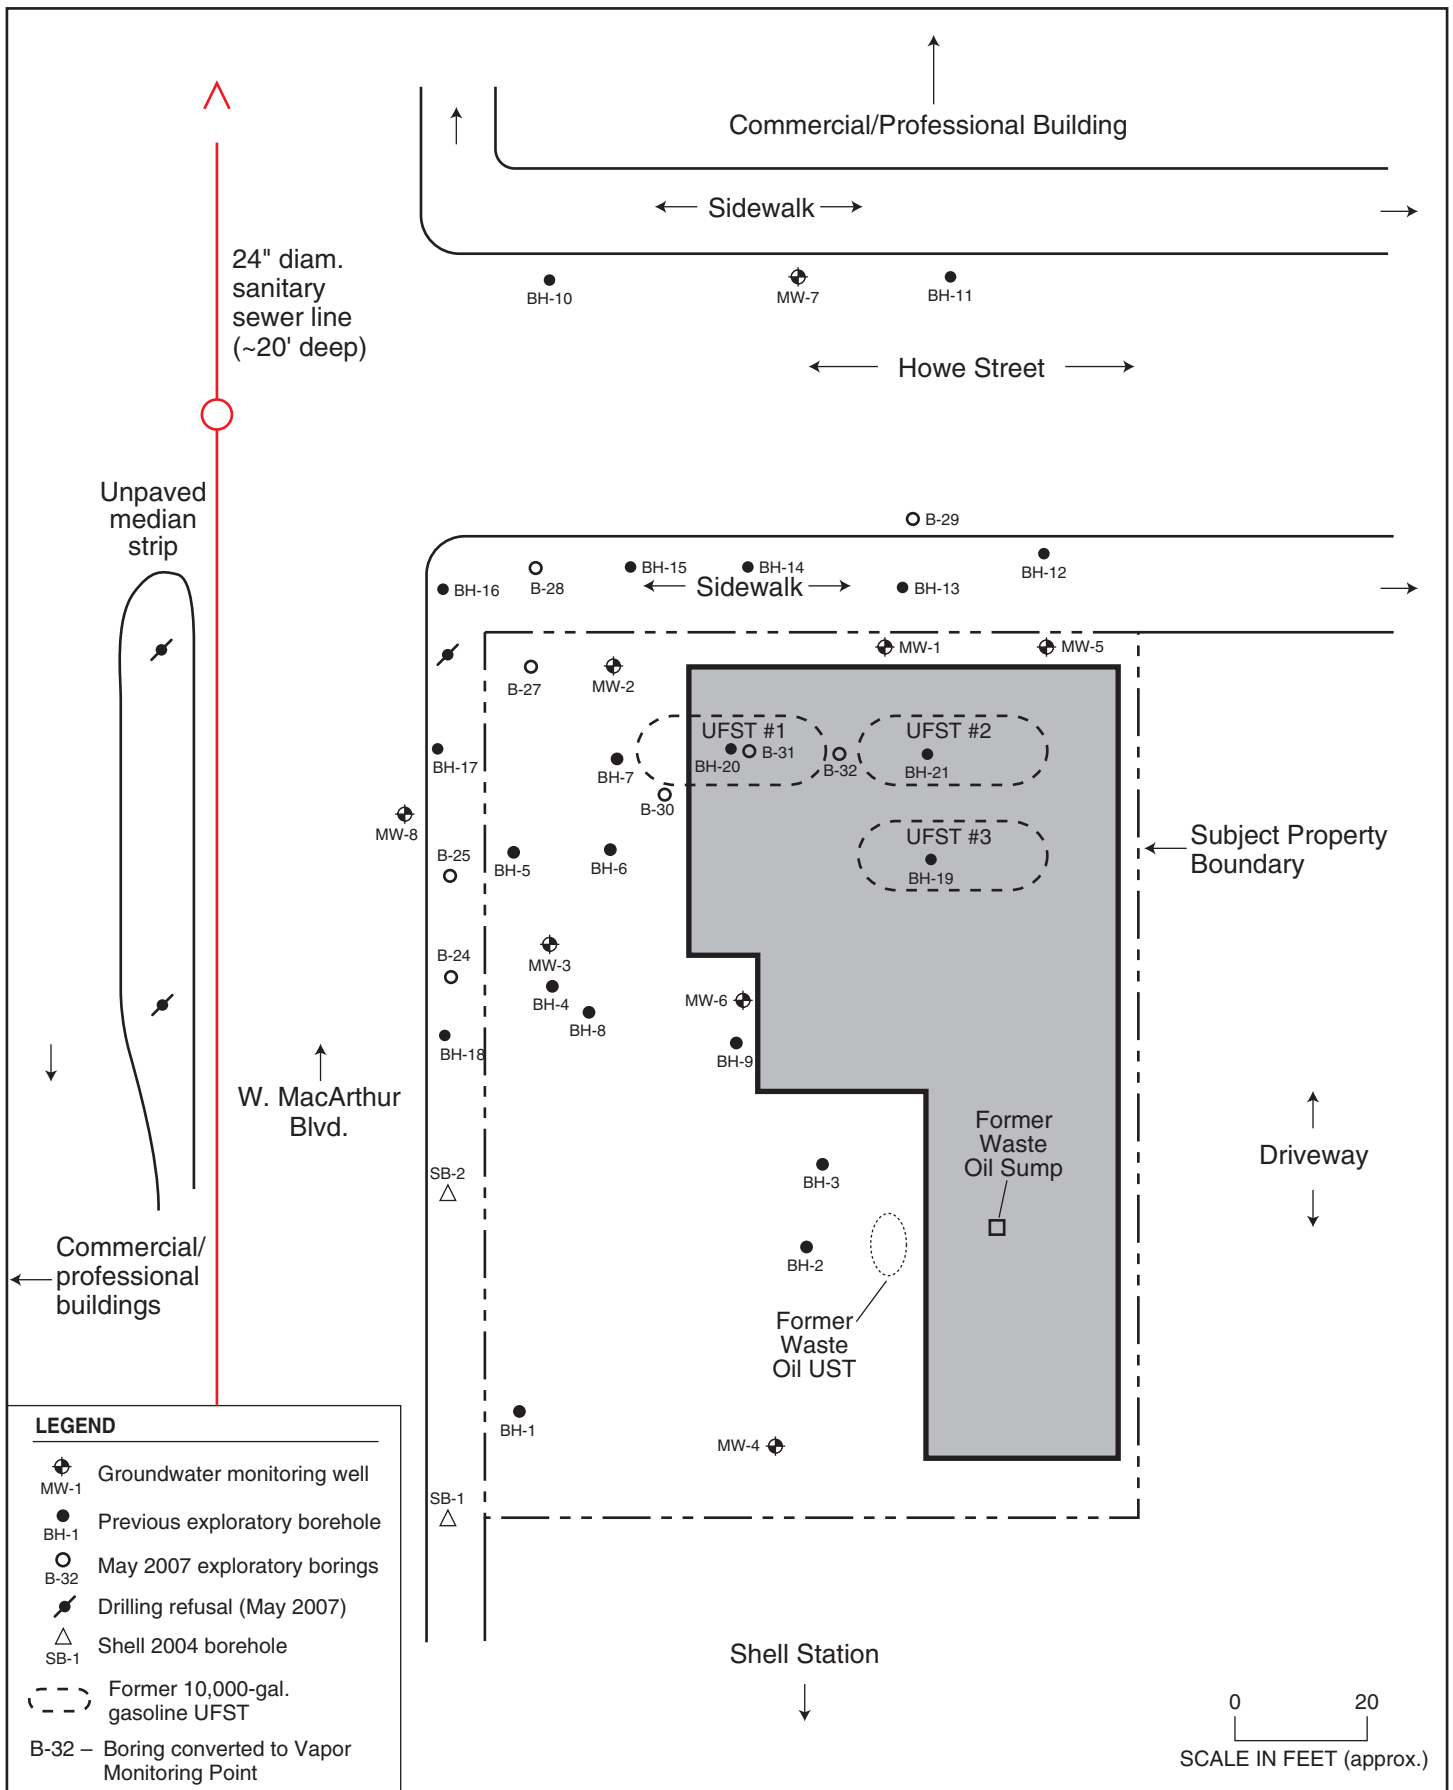 Commercial/Professional Building
Sidewalk
24" diam.
sanitary
sewer line
(~20' deep)
BH-10
MW-7
BH-11
Howe Street
Unpaved
median
strip
B-29
BH-16
B-28
BH-15
BH-14
Sidewalk
BH-13
BH-12
MW-1
MW-5
B-27
MW-2
UFST #1
UFST #2
BH-17
BH-7
BH-20
B-31
B-32
BH-21
B-30
MW-8
UFST #3
Subject Property
Boundary
B-25
BH-5
BH-6
BH-19
B-24
MW-3
BH-4
MW-6
BH-8
BH-18
BH-9
W. MacArthur
Blvd.
Former
Waste
Oil Sump
Driveway
SB-2
BH-3
Commercial/
professional
buildings
BH-2
Former
Waste
Oil UST
BH-1
MW-4
SB-1
LEGEND
MW-1 Groundwater monitoring well
BH-1 Previous exploratory borehole
B-32 May 2007 exploratory borings
Drilling refusal (May 2007)
SB-1 Shell 2004 borehole
Former 10,000-gal.
gasoline UFST
B-32 – Boring converted to Vapor
Monitoring Point
Shell Station
0 20
SCALE IN FEET (approx.)